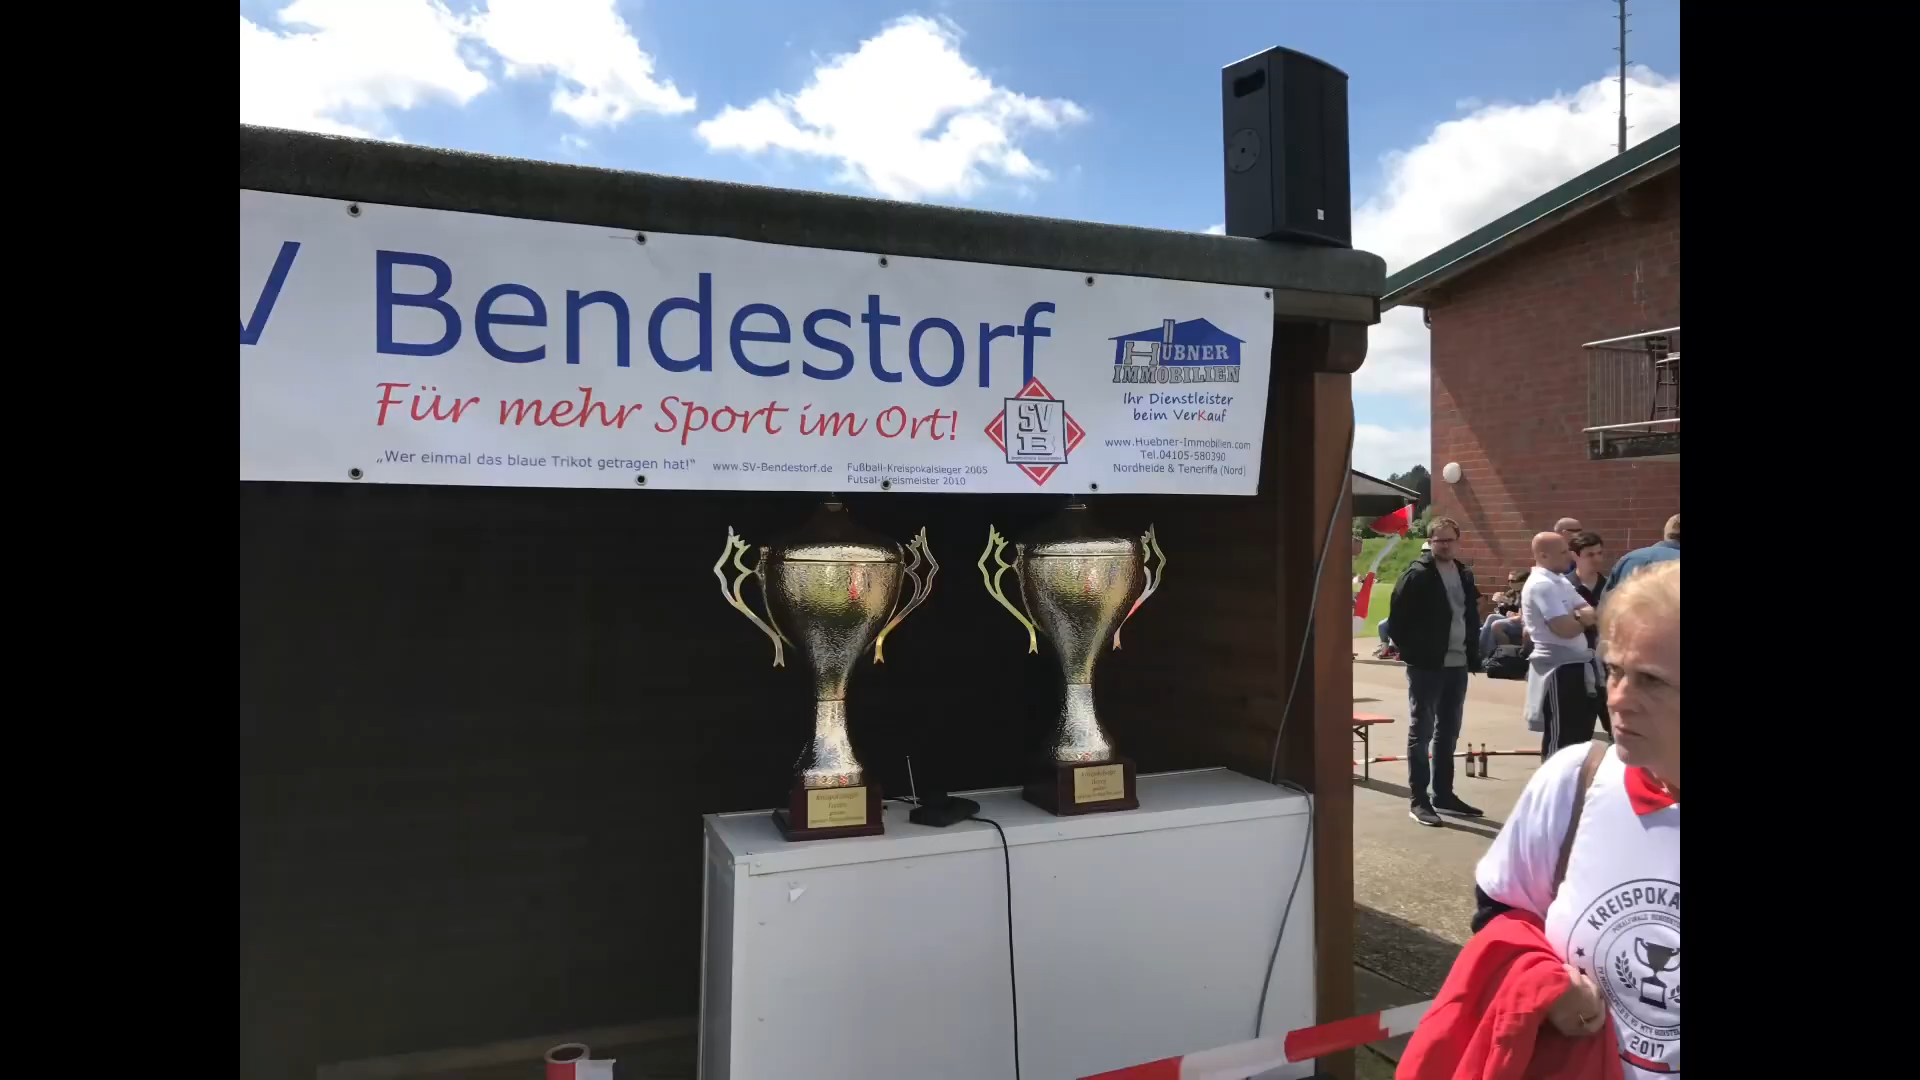 V Bendestorf
Für mehr Sport im Ort!
„Wer einmal das blaue Trikot getragen hat!“
www.SV-Bendestorf.de
Fußball-Kreispokalsieger 2005
Futsal-Kreismeister 2010
SV
B
HÜBNER
IMMOBILIEN
Ihr Dienstleister
beim VerKauf
www.Huebner-Immobilien.com
Tel.04105-580390
Nordheide & Teneriffa (Nord)
KREISPOKA
2017